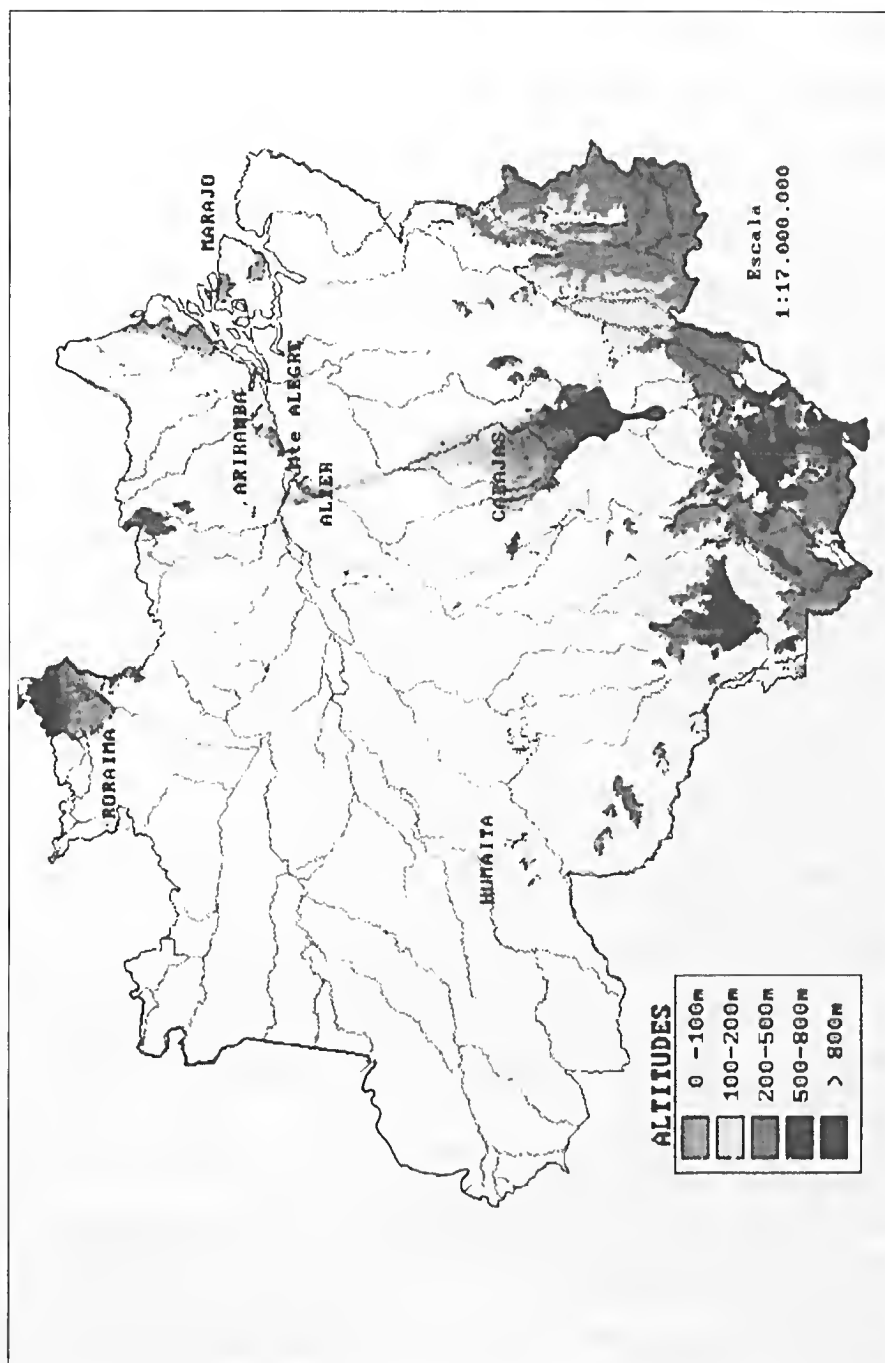 MARAJO
ARIRAMBA
Mte ALEGRE
ALTER
RORAIMA
CARAJAS
HUMAITA
Escala
1:17.000.000
ALTITUDES
0 -100m
100-200m
200-500m
500-800m
> 800m